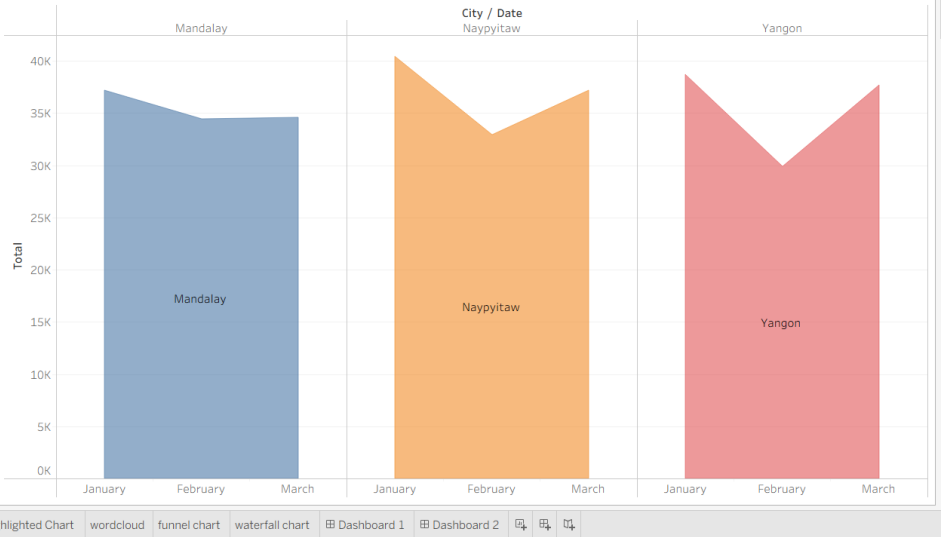 City / Date
Mandalay Naypyitaw Yangon
40K
35K
30K
25K
20K
15K
10K
5K
0K
Total
Mandalay
Naypyitaw
Yangon
January February March January February March January February March
hlighted Chart wordcloud funnel chart waterfall chart Dashboard 1 Dashboard 2